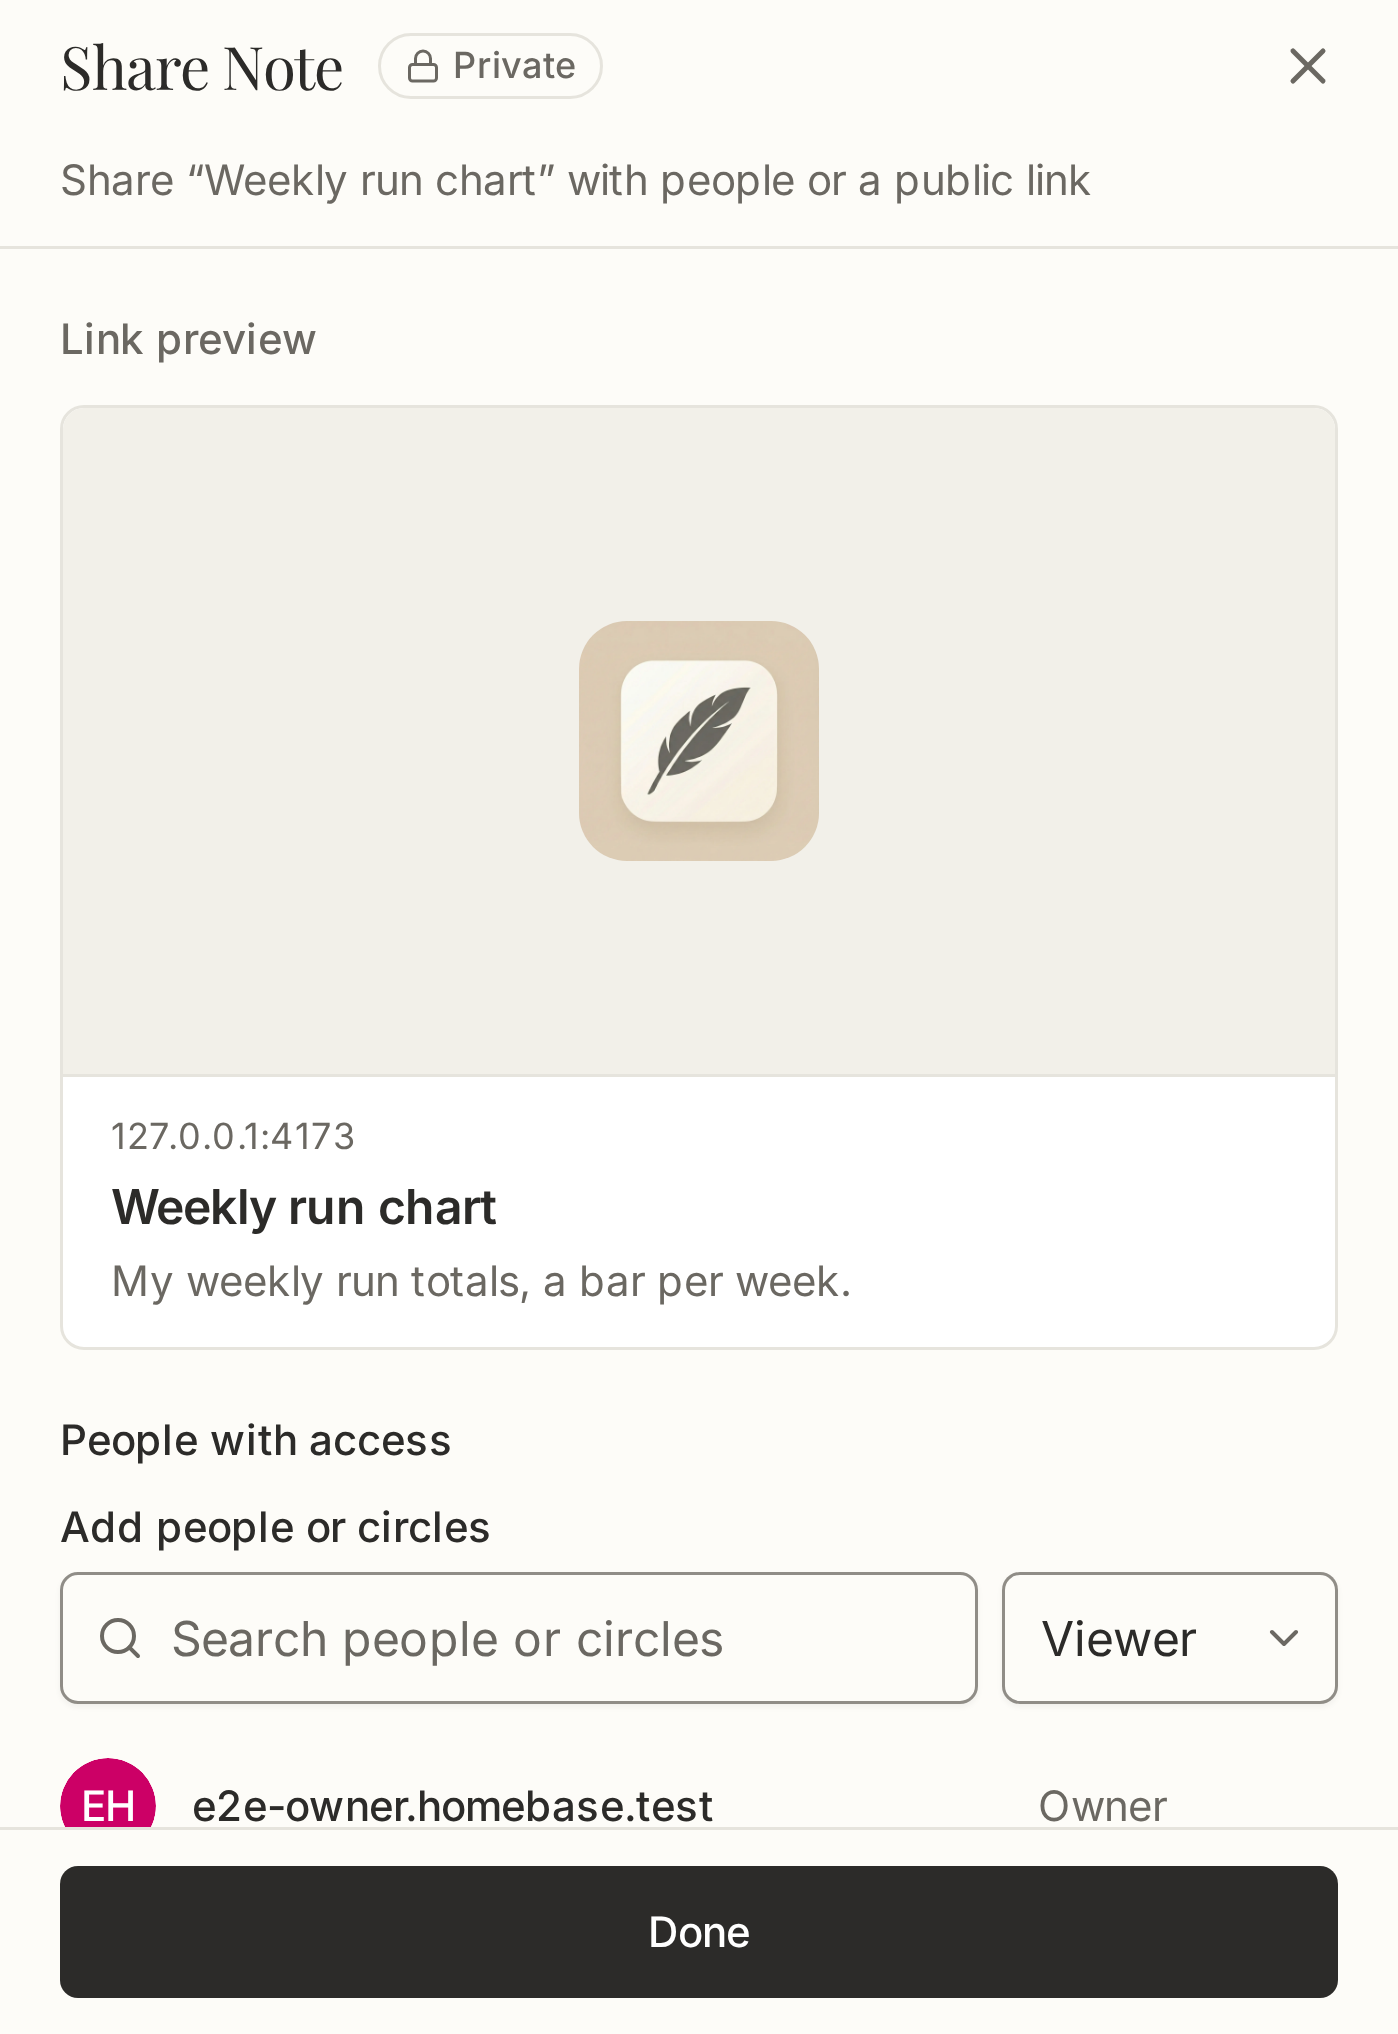 Share Note
Private
Share “Weekly run chart” with people or a public link
Link preview
127.0.0.1:4173
Weekly run chart
My weekly run totals, a bar per week.
People with access
Add people or circles
Search people or circles
Viewer
EH
e2e-owner.homebase.test
Owner
Done